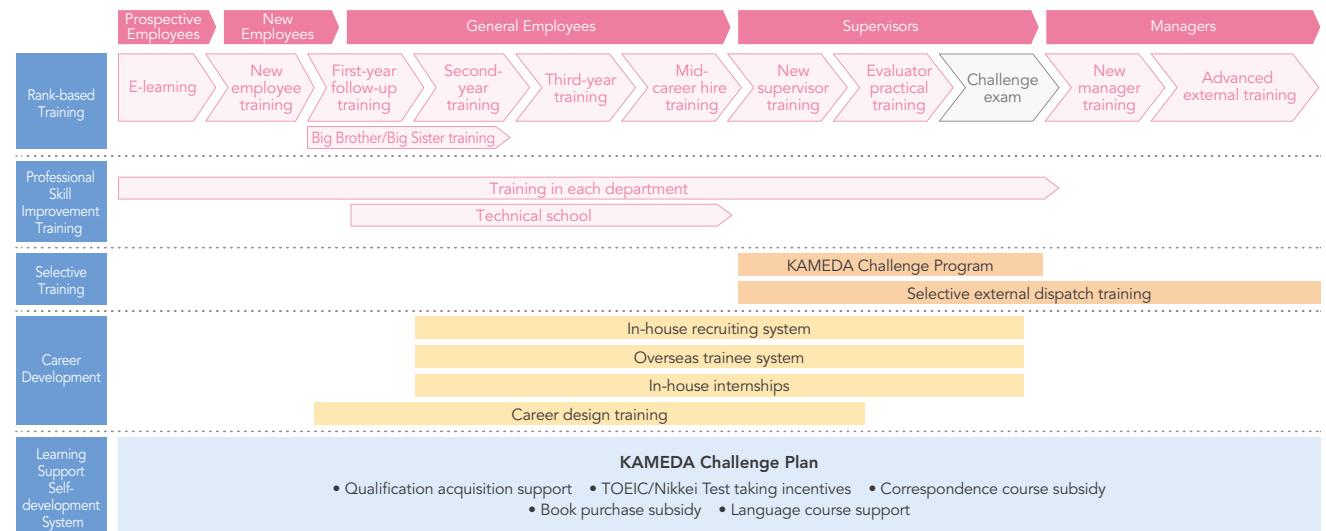 Prospective
Employees
New
Employees
General Employees
Supervisors
Managers
Rank-based
Training
E-learning
New
employee
training
First-year
follow-up
training
Second-
year
training
Third-year
training
Mid-
career hire
training
New
supervisor
training
Evaluator
practical
training
Challenge
exam
New
manager
training
Advanced
external training
Big Brother/Big Sister training
Professional
Skill
Improvement
Training
Training in each department
Technical school
Selective
Training
KAMEDA Challenge Program
Selective external dispatch training
Career
Development
In-house recruiting system
Overseas trainee system
In-house internships
Career design training
Learning
Support
Self-
development
System
KAMEDA Challenge Plan
• Qualification acquisition support • TOEIC/Nikkei Test taking incentives • Correspondence course subsidy
• Book purchase subsidy • Language course support